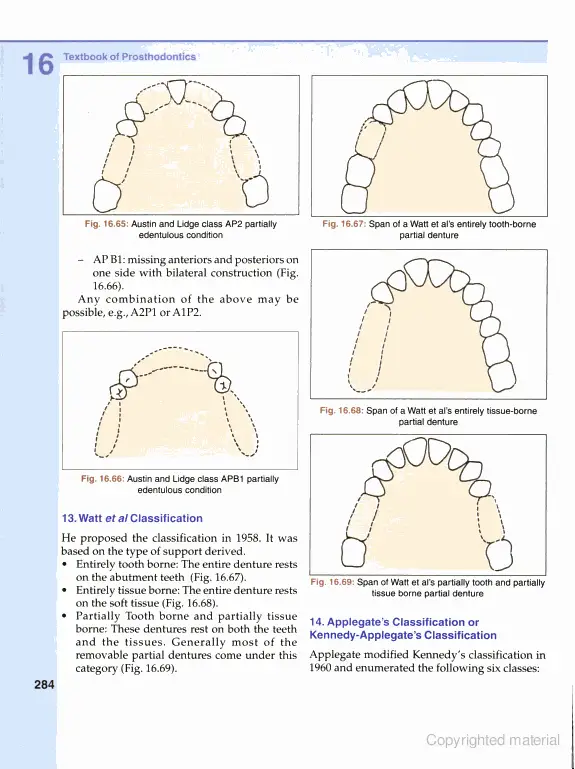 16
Textbook of Prosthodontics
Fig. 16.65: Austin and Lidge class AP2 partially
edentulous condition
– AP B1: missing anteriors and posteriors on
one side with bilateral construction (Fig.
16.66).
Any combination of the above may be
possible, e.g., A2P1 or A1P2.
Fig. 16.66: Austin and Lidge class APB1 partially
edentulous condition
13. Watt et al Classification
He proposed the classification in 1958. It was
based on the type of support derived.
• Entirely tooth borne: The entire denture rests
on the abutment teeth (Fig. 16.67).
• Entirely tissue borne: The entire denture rests
on the soft tissue (Fig. 16.68).
• Partially Tooth borne and partially tissue
borne: These dentures rest on both the teeth
and the tissues. Generally most of the
removable partial dentures come under this
category (Fig. 16.69).
Fig. 16.67: Span of a Watt et al's entirely tooth-borne
partial denture
Fig. 16.68: Span of a Watt et al's entirely tissue-borne
partial denture
Fig. 16.69: Span of Watt et al's partially tooth and partially
tissue borne partial denture
14. Applegate's Classification or
Kennedy-Applegate's Classification
Applegate modified Kennedy's classification in
1960 and enumerated the following six classes:
284
Copyrighted material